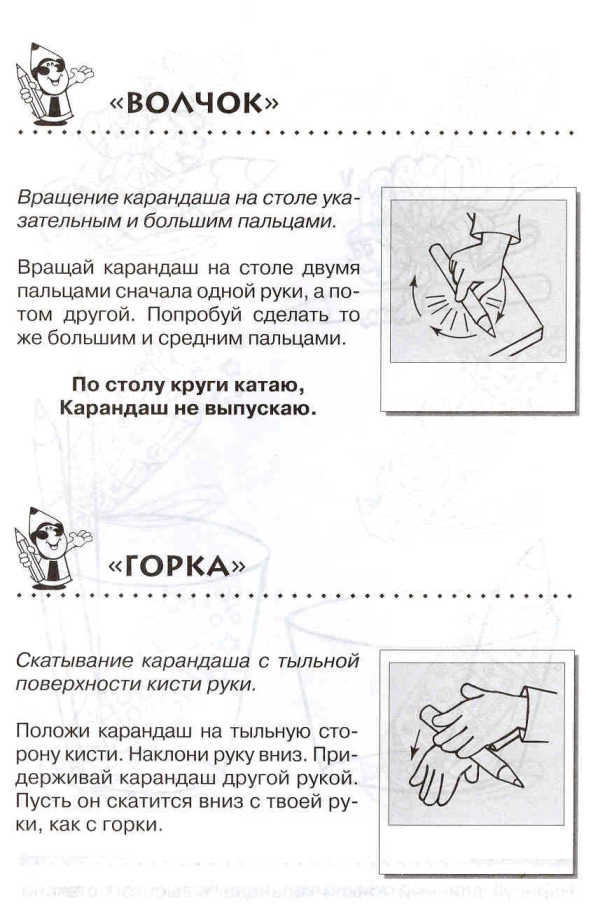 «ВОЛЧОК»
Вращение карандаша на столе ука-
зательным и большим пальцами.
Вращай карандаш на столе двумя
пальцами сначала одной руки, а по-
том другой. Попробуй сделать то
же большим и средним пальцами.
По столу круги катаю,
Карандаш не выпускаю.
«ГОРКА»
Скатывание карандаша с тыльной
поверхности кисти руки.
Положи карандаш на тыльную сто-
рону кисти. Наклони руку вниз. При-
держивай карандаш другой рукой.
Пусть он скатится вниз с твоей ру-
ки, как с горки.